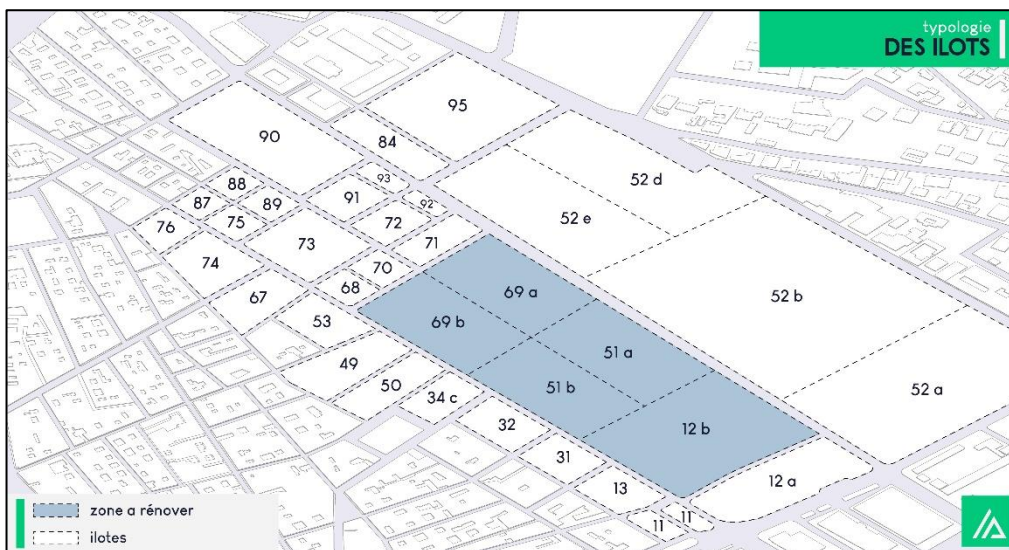 typologie
DES ILOTS
95
90
84
93
52 d
88
91
92
87
89
52 e
76
75
72
73
71
74
70
52 b
69 a
68
67
69 b
53
51 a
49
51 b
52 a
50
34 c
12 b
32
31
12 a
13
11
11
zone a rénover
ilotes